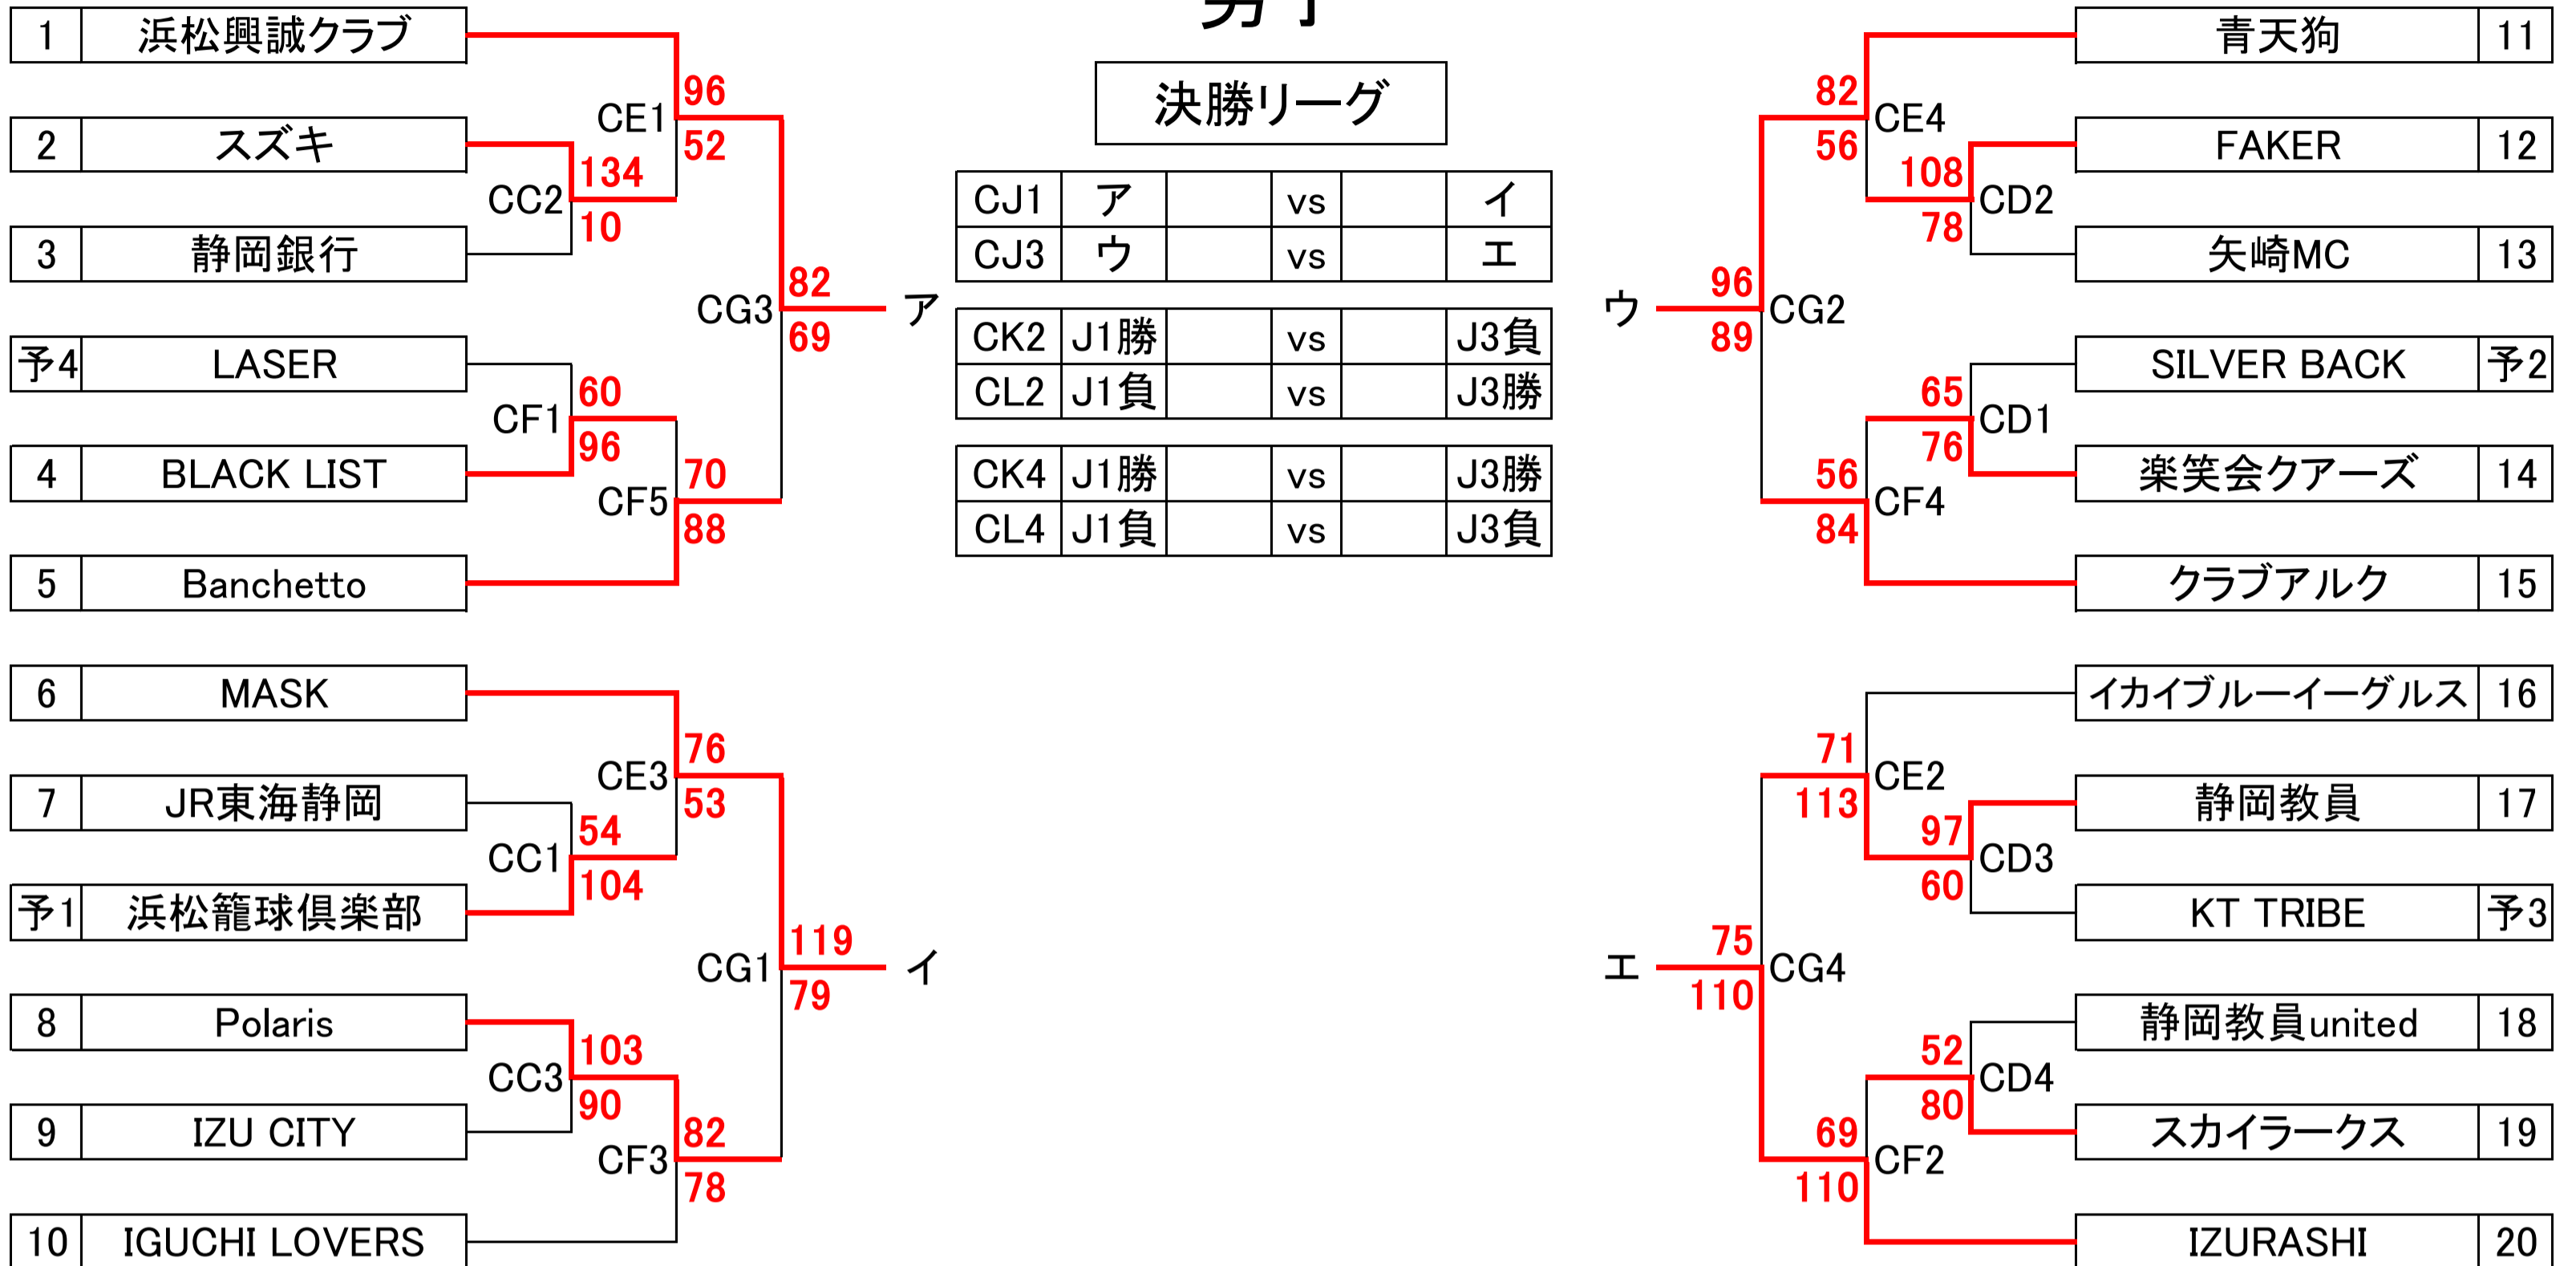 男子
決勝リーグ
1 浜松興誠クラブ
2 スズキ
3 静岡銀行
予4 LASER
4 BLACK LIST
5 Banchetto
6 MASK
7 JR東海静岡
予1 浜松籠球倶楽部
8 Polaris
9 IZU CITY
10 IGUCHI LOVERS
CE1 96 52
CC2 134 10
CG3 82 69
ア
CF1 60 96
CF5 70 88
CE3 76 53
CC1 54 104
CG1 119 79
イ
CC3 103 90
CF3 82 78
CJ1 ア vs イ
CJ3 ウ vs エ
CK2 J1勝 vs J3負
CL2 J1負 vs J3勝
CK4 J1勝 vs J3勝
CL4 J1負 vs J3負
82 56 CE4
108 78 CD2
ウ
96 89 CG2
65 76 CD1
56 84 CF4
71 113 CE2
97 60 CD3
エ
75 110 CG4
52 80 CD4
69 110 CF2
青天狗 11
FAKER 12
矢崎MC 13
SILVER BACK 予2
楽笑会クアーズ 14
クラブアルク 15
イカイブルーイーグルス 16
静岡教員 17
KT TRIBE 予3
静岡教員united 18
スカイラークス 19
IZURASHI 20